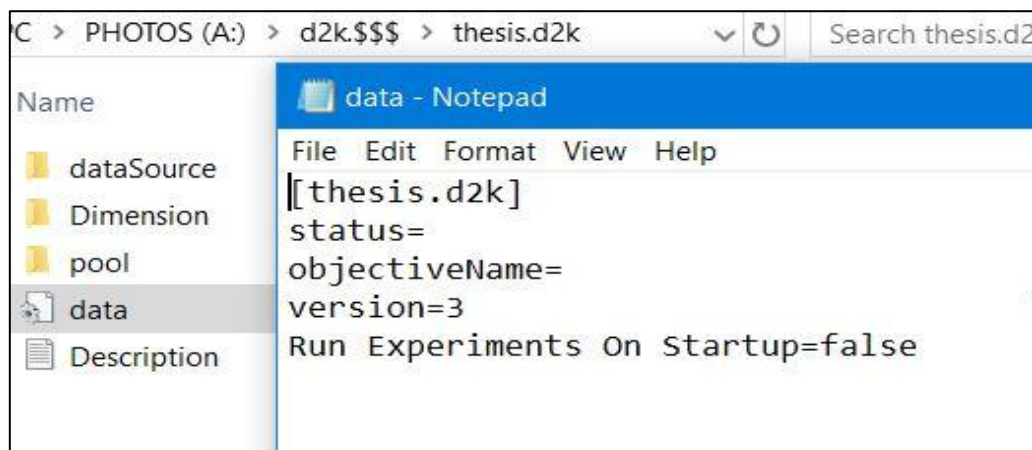 PC > PHOTOS (A:) > d2k.$$$ > thesis.d2k
Search thesis.d2
Name
dataSource
Dimension
pool
data
Description
data - Notepad
File Edit Format View Help
[thesis.d2k]
status=
objectiveName=
version=3
Run Experiments On Startup=false